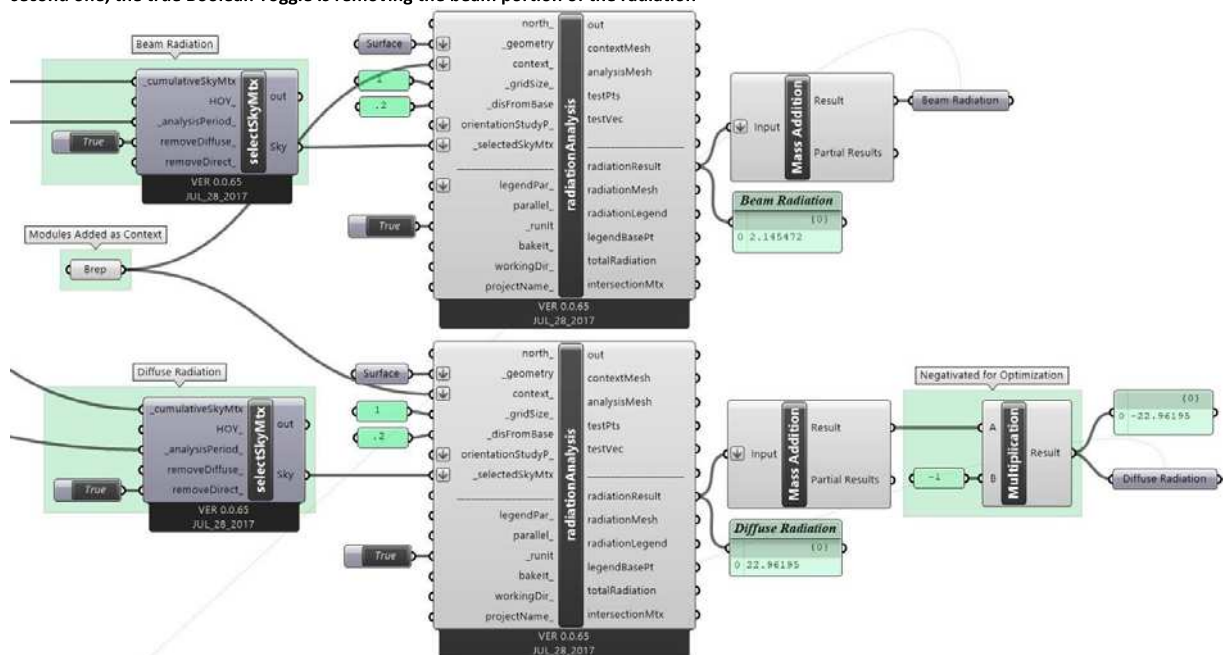 second one, the true Boolean Toggle is removing the beam portion of the radiation
Beam Radiation
_cumulativeSkyMtx
HOY_
_analysisPeriod_
removeDiffuse_
removeDirect_
selectSkyMtx
out
Sky
VER 0.0.65
JUL_28_2017
True
Modules Added as Context
Brep
Surface
1
.2
True
north_
_geometry
context_
_gridSize_
_disFromBase
orientationStudyP_
_selectedSkyMtx
legendPar_
parallel_
_runIt
bakeIt_
workingDir_
projectName_
radiationAnalysis
out
contextMesh
analysisMesh
testPts
testVec
radiationResult
radiationMesh
radiationLegend
legendBasePt
totalRadiation
intersectionMtx
VER 0.0.65
JUL_28_2017
Input
Mass Addition
Result
Partial Results
Beam Radiation
Beam Radiation
{0}
0 2.145472
Diffuse Radiation
_cumulativeSkyMtx
HOY_
_analysisPeriod_
removeDiffuse_
removeDirect_
selectSkyMtx
out
Sky
VER 0.0.65
JUL_28_2017
True
Surface
1
.2
True
north_
_geometry
context_
_gridSize_
_disFromBase
orientationStudyP_
_selectedSkyMtx
legendPar_
parallel_
_runIt
bakeIt_
workingDir_
projectName_
radiationAnalysis
out
contextMesh
analysisMesh
testPts
testVec
radiationResult
radiationMesh
radiationLegend
legendBasePt
totalRadiation
intersectionMtx
VER 0.0.65
JUL_28_2017
Input
Mass Addition
Result
Partial Results
Diffuse Radiation
{0}
0 22.96195
Negativated for Optimization
-1
A
B
Multiplication
Result
{0}
0 -22.96195
Diffuse Radiation